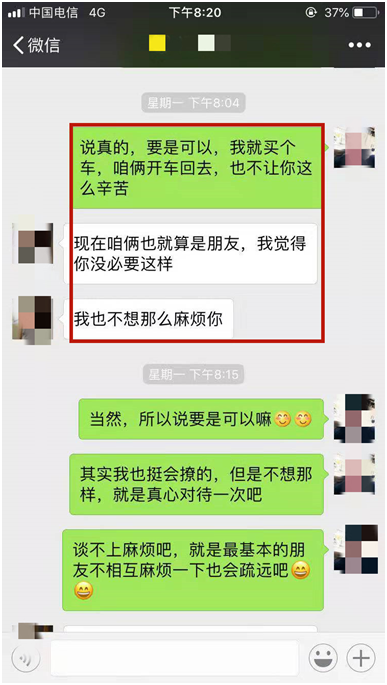 中国电信 4G 下午8:20 37%
微信
星期一 下午8:04
说真的，要是可以，我就买个
车，咱俩开车回去，也不让你这
么辛苦
现在咱俩也就算是朋友，我觉得
你没必要这样
我也不想那么麻烦你
星期一 下午8:15
当然，所以说要是可以嘛😊😊
其实我也挺会撩的，但是不想那
样，就是真心对待一次吧
谈不上麻烦吧，就是最基本的朋
友不相互麻烦一下也会疏远吧😄
😄